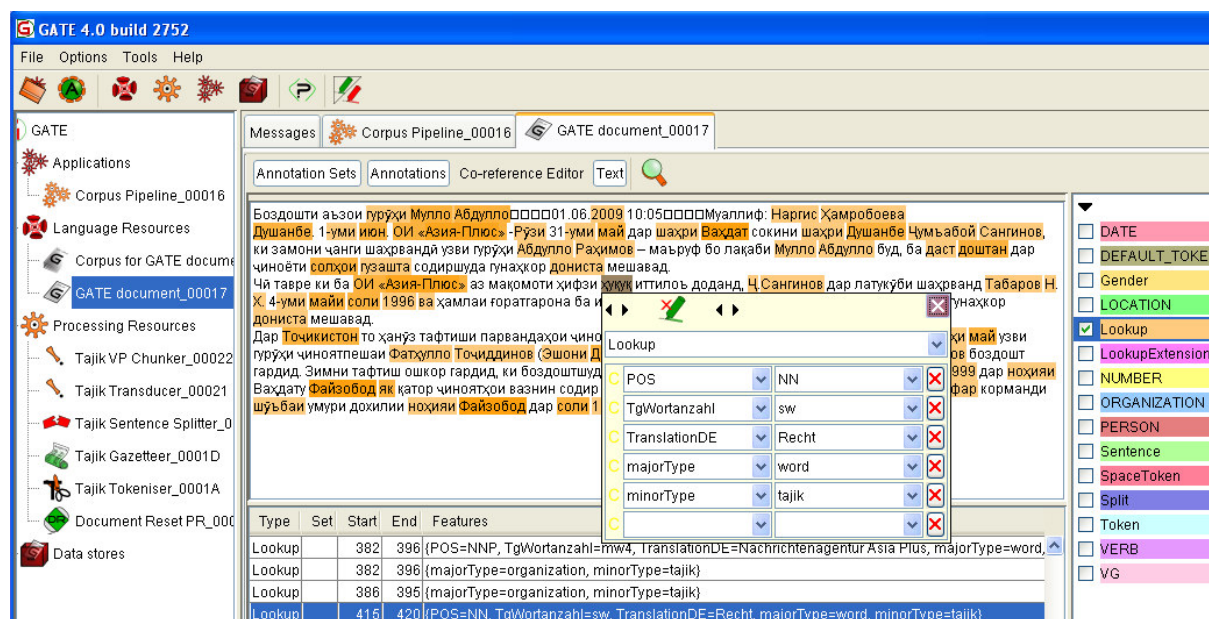 GATE 4.0 build 2752
File Options Tools Help
GATE
Applications
Corpus Pipeline_00016
Language Resources
Corpus for GATE docume
GATE document_00017
Processing Resources
Tajik VP Chunker_00022
Tajik Transducer_00021
Tajik Sentence Splitter_0
Tajik Gazetteer_0001D
Tajik Tokeniser_0001A
Document Reset PR_000
Data stores
Messages Corpus Pipeline_00016 GATE document_00017
Annotation Sets Annotations Co-reference Editor Text
Боздошти аъзои гурӯҳи Мулло Абдулло□□□□01.06.2009 10:05□□□□Муаллиф: Наргис Ҳамробоева
Душанбе. 1-уми июн. ОИ «Азия-Плюс» -Рӯзи 31-уми май дар шаҳри Ваҳдат сокини шаҳри Душанбе Ҷумъабой Сангинов,
ки замони ҷанги шаҳрвандӣ узви гурӯҳи Абдулло Раҳимов – маъруф бо лақаби Мулло Абдулло буд, ба даст доштан дар
ҷиноёти солҳои гузашта содиршуда гунаҳкор дониста мешавад.
Чӣ тавре ки ба ОИ «Азия-Плюс» аз мақомоти ҳифзи ҳуқуқ иттилоъ доданд, Ҷ.Сангинов дар латукӯби шаҳрванд Табаров Н.
Х. 4-уми майи соли 1996 ва ҳамлаи ғоратгарона ба и гунаҳкор
дониста мешавад.
Дар Тоҷикистон то ҳанӯз тафтиши парвандаҳои ҷино ҳи май узви
гурӯҳи ҷиноятпешаи Фатҳулло Тоҷиддинов (Эшони Д ов боздошт
гардид. Зимни тафтиш ошкор гардид, ки боздоштшуд 999 дар ноҳияи
Ваҳдату Файзобод як қатор ҷиноятҳои вазнин содир фар корманди
шӯъбаи умури дохилии ноҳияи Файзобод дар соли 1
Lookup
C POS NN
C TgWortanzahl sw
C TranslationDE Recht
C majorType word
C minorType tajik
C
Type Set Start End Features
Lookup 382 396 {POS=NNP, TgWortanzahl=mw4, TranslationDE=Nachrichtenagentur Asia Plus, majorType=word,
Lookup 382 396 {majorType=organization, minorType=tajik}
Lookup 386 395 {majorType=organization, minorType=tajik}
Lookup 415 420 {POS=NN, TgWortanzahl=sw, TranslationDE=Recht, majorType=word, minorType=tajik}
DATE
DEFAULT_TOKE
Gender
LOCATION
Lookup
LookupExtension
NUMBER
ORGANIZATION
PERSON
Sentence
SpaceToken
Split
Token
VERB
VG